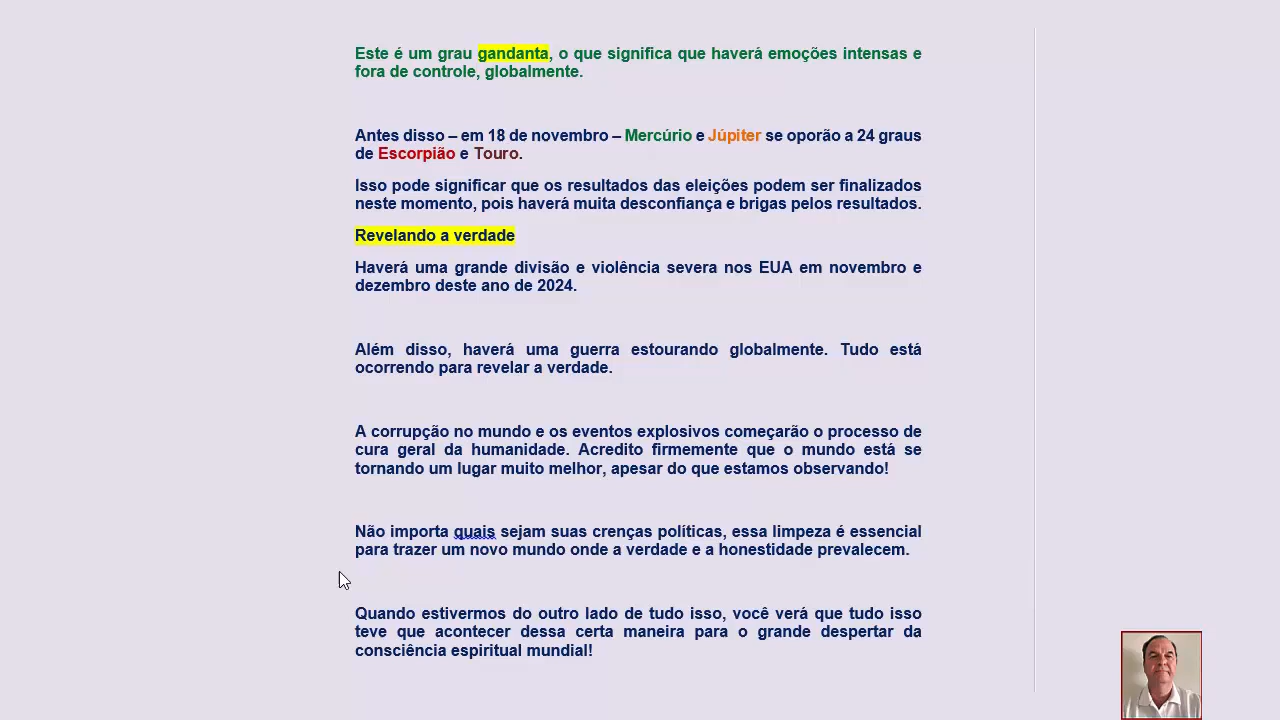 Este é um grau gandanta, o que significa que haverá emoções intensas e
fora de controle, globalmente.
Antes disso – em 18 de novembro – Mercúrio e Júpiter se oporão a 24 graus
de Escorpião e Touro.
Isso pode significar que os resultados das eleições podem ser finalizados
neste momento, pois haverá muita desconfiança e brigas pelos resultados.
Revelando a verdade
Haverá uma grande divisão e violência severa nos EUA em novembro e
dezembro deste ano de 2024.
Além disso, haverá uma guerra estourando globalmente. Tudo está
ocorrendo para revelar a verdade.
A corrupção no mundo e os eventos explosivos começarão o processo de
cura geral da humanidade. Acredito firmemente que o mundo está se
tornando um lugar muito melhor, apesar do que estamos observando!
Não importa quais sejam suas crenças políticas, essa limpeza é essencial
para trazer um novo mundo onde a verdade e a honestidade prevalecem.
Quando estivermos do outro lado de tudo isso, você verá que tudo isso
teve que acontecer dessa certa maneira para o grande despertar da
consciência espiritual mundial!